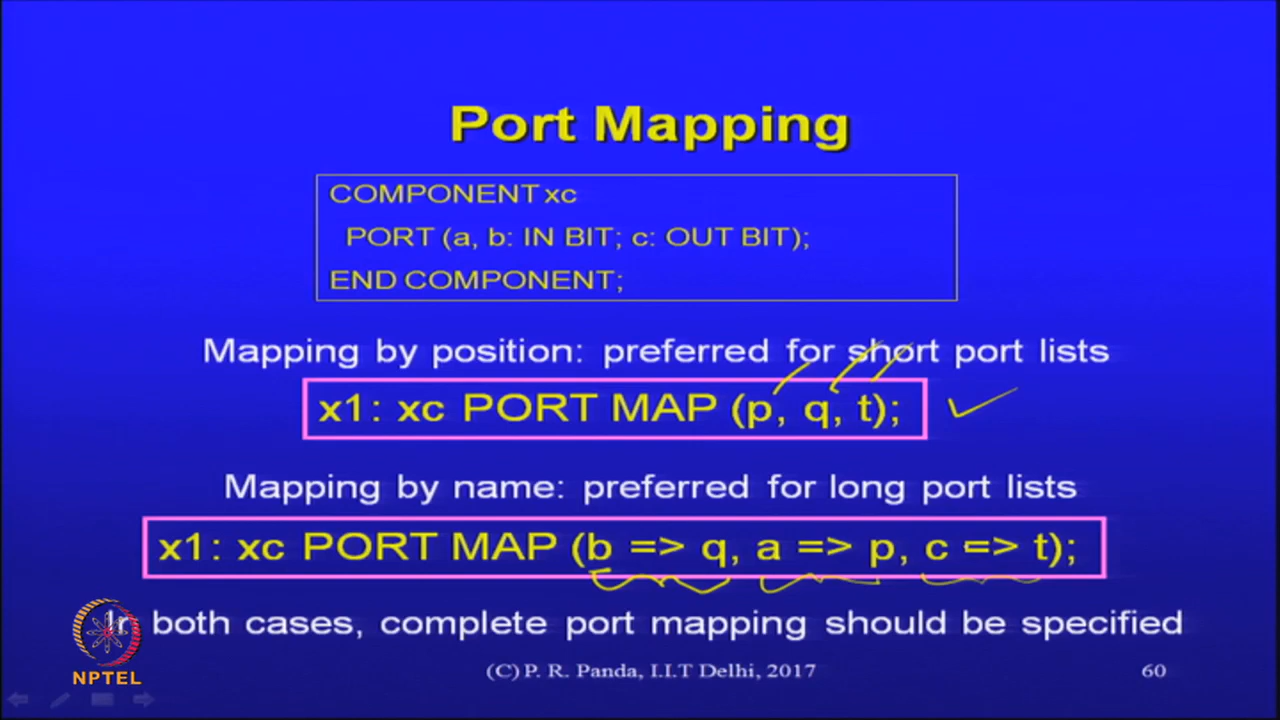 Port Mapping
COMPONENT xc
PORT (a, b: IN BIT; c: OUT BIT);
END COMPONENT;
Mapping by position: preferred for short port lists
x1: xc PORT MAP (p, q, t);
Mapping by name: preferred for long port lists
x1: xc PORT MAP (b => q, a => p, c => t);
In both cases, complete port mapping should be specified
NPTEL
(C) P. R. Panda, I.I.T Delhi, 2017
60